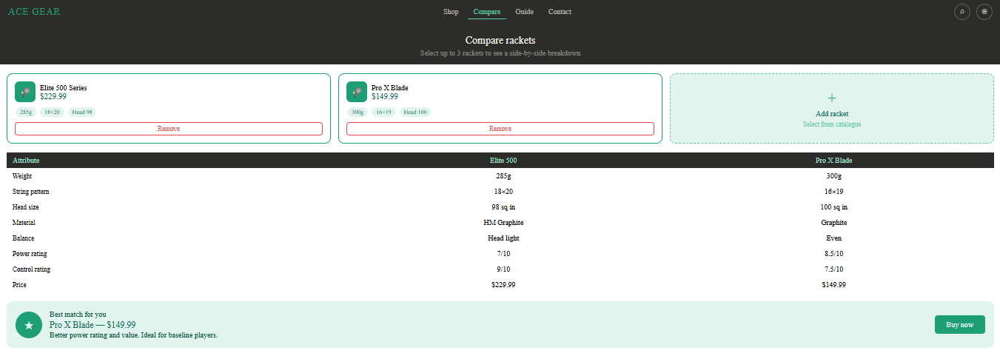 ACE GEAR Shop Compare Guide Contact
Compare rackets
Select up to 3 rackets to see a side-by-side breakdown
Elite 500 Series
$229.99
285g 18×20 Head 98
Remove
Pro X Blade
$149.99
300g 16×19 Head 100
Remove
+
Add racket
Select from catalogue
Attribute Elite 500 Pro X Blade
Weight 285g 300g
String pattern 18×20 16×19
Head size 98 sq in 100 sq in
Material HM Graphite Graphite
Balance Head light Even
Power rating 7/10 8.5/10
Control rating 9/10 7.5/10
Price $229.99 $149.99
Best match for you
Pro X Blade — $149.99
Better power rating and value. Ideal for baseline players.
Buy now